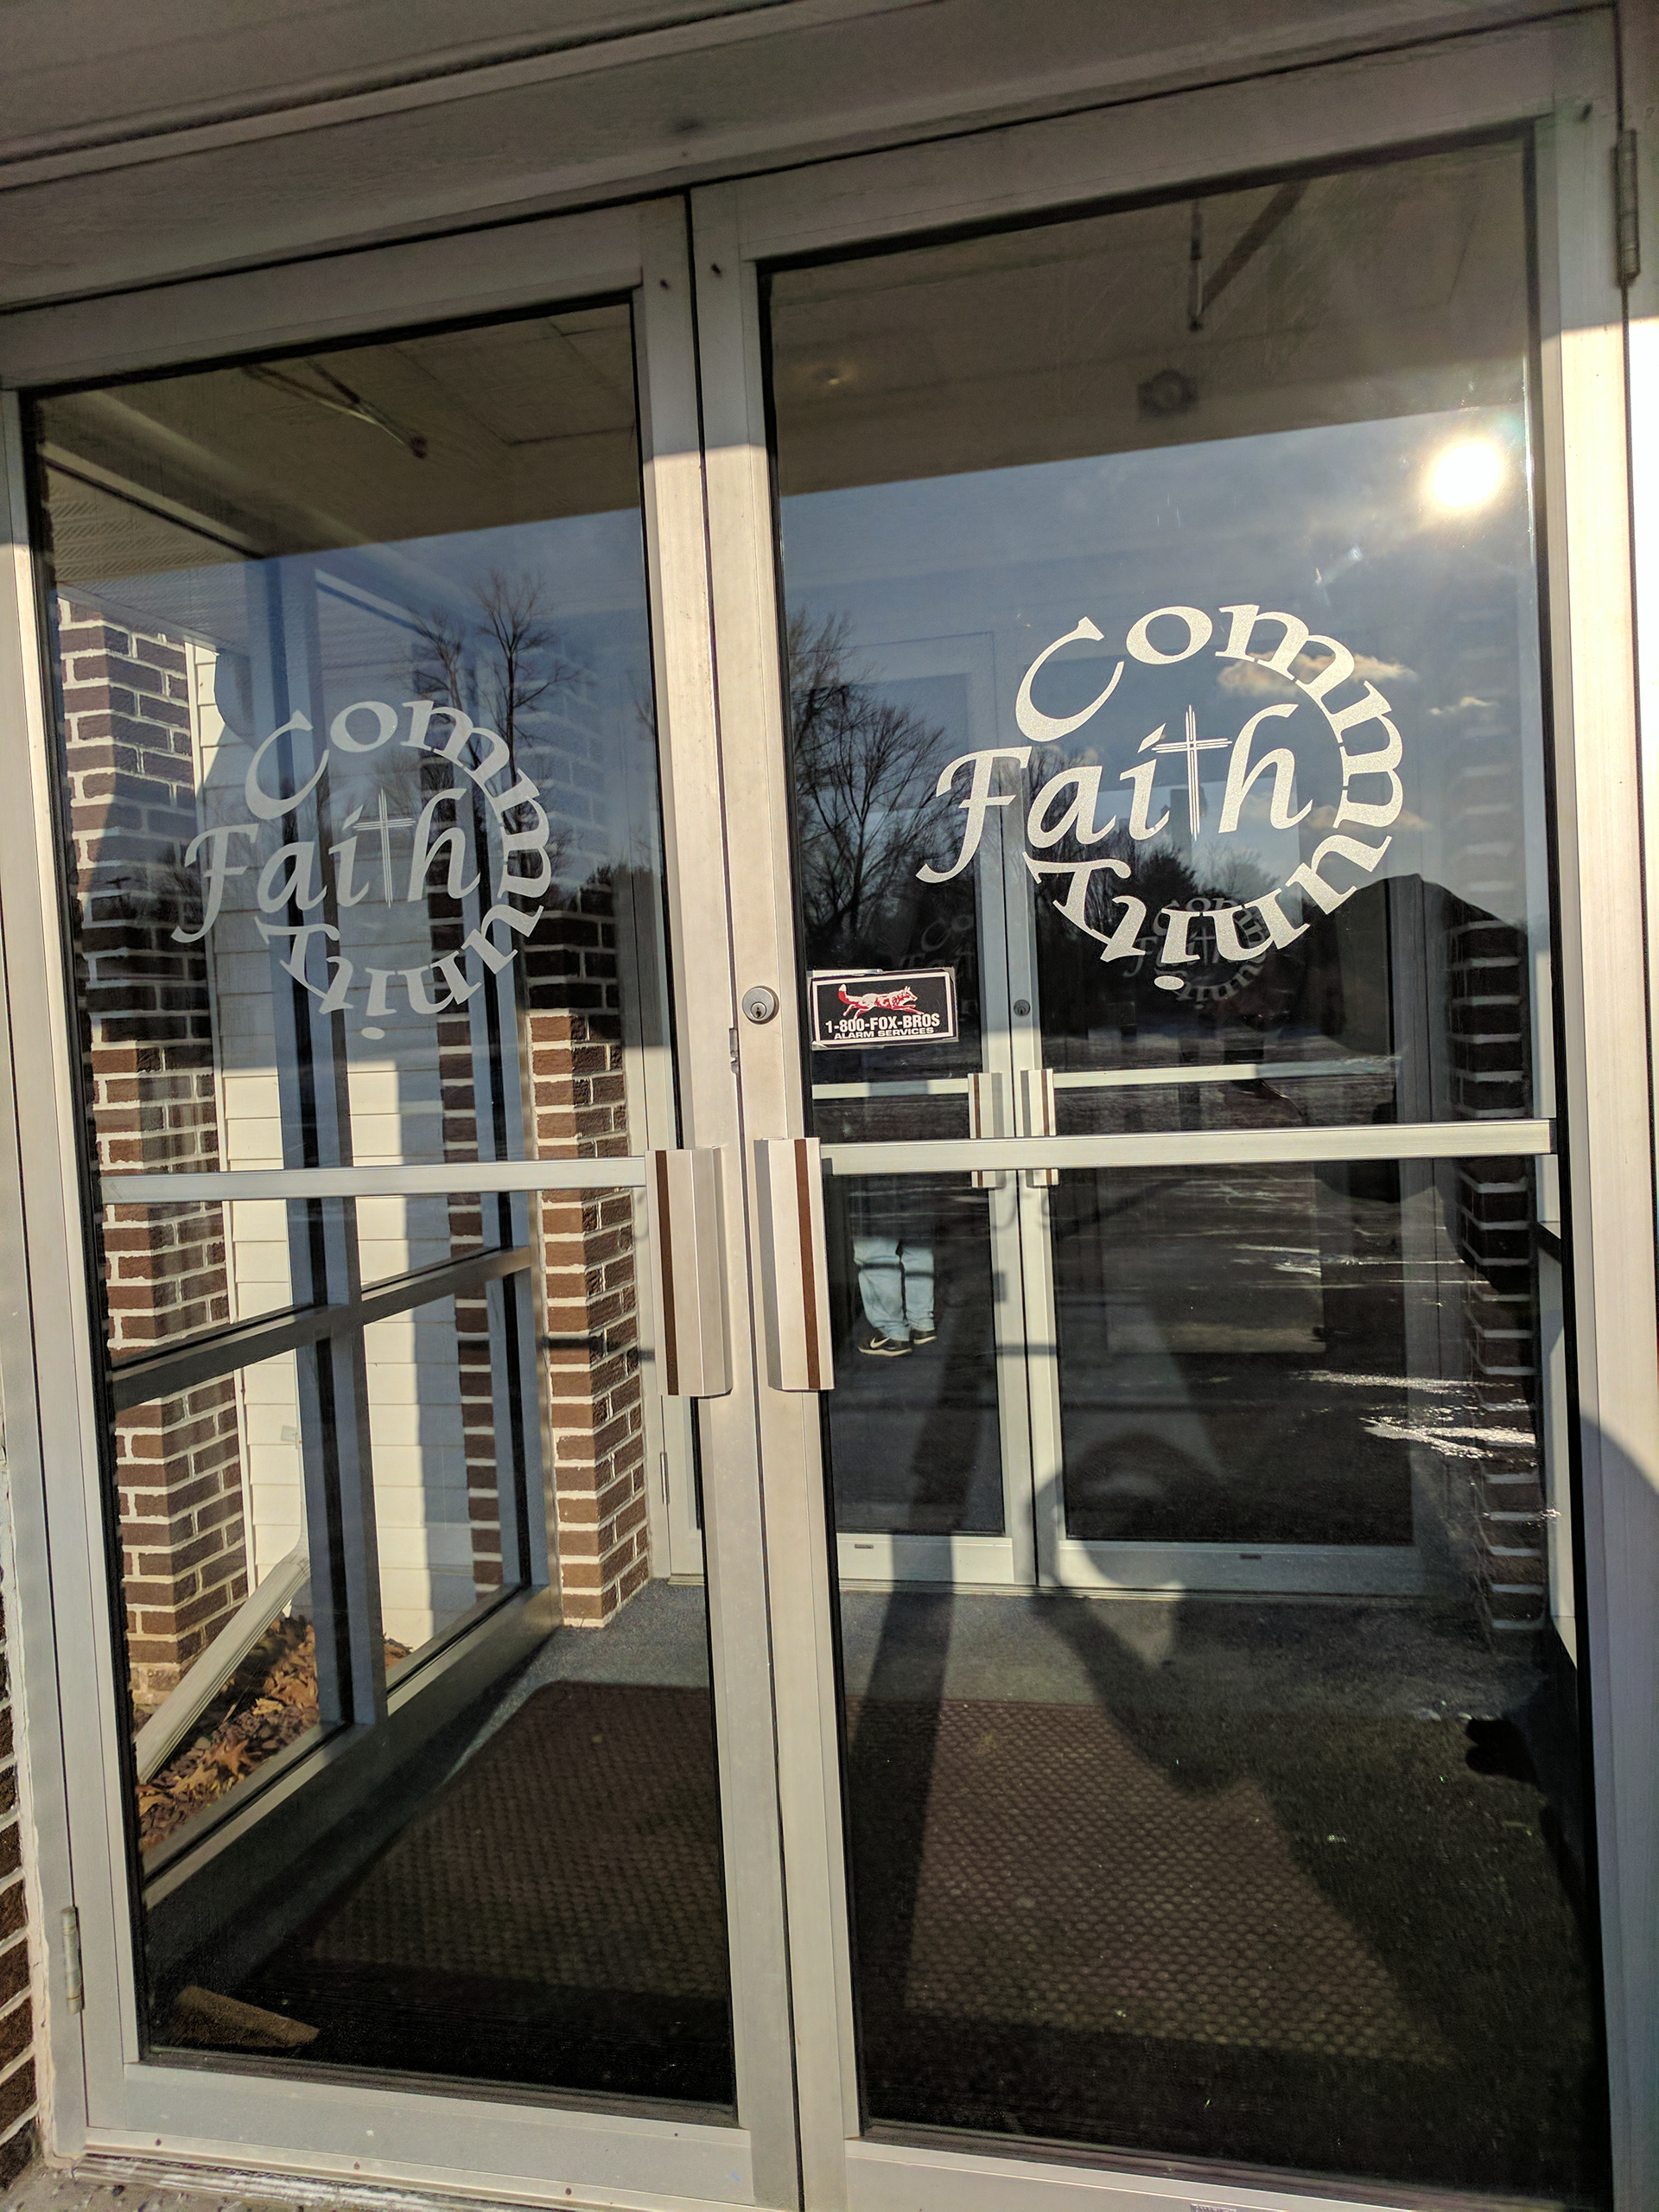 Community
Faith
Community
Faith
1-800-FOX-BROS
ALARM SERVICES